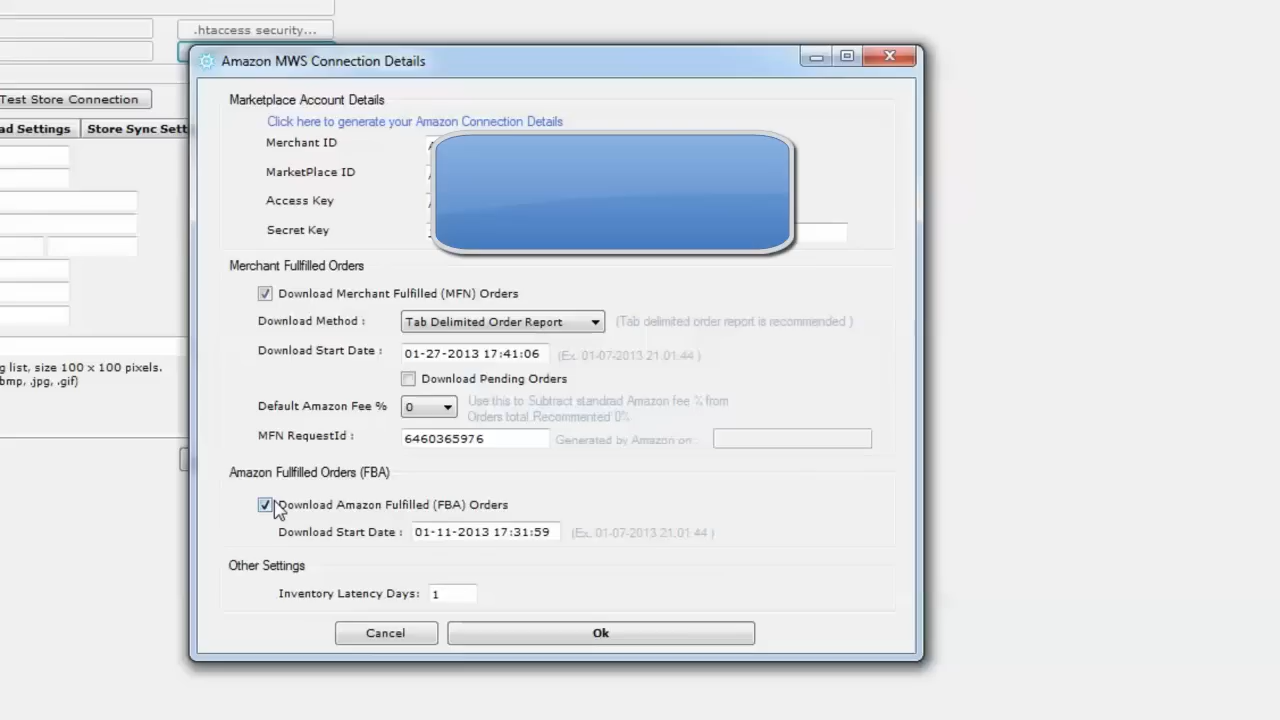 .htaccess security...
Amazon MWS Connection Details
Test Store Connection
Marketplace Account Details
ad Settings
Store Sync Sett
Click here to generate your Amazon Connection Details
Merchant ID
MarketPlace ID
Access Key
Secret Key
Merchant Fullfilled Orders
Download Merchant Fulfilled (MFN) Orders
Download Method :
Tab Delimited Order Report
(Tab delimited order report is recommended )
Download Start Date :
01-27-2013 17:41:06
(Ex. 01-07-2013 21:01:44 )
g list, size 100 x 100 pixels.
bmp, .jpg, .gif)
Download Pending Orders
Default Amazon Fee %
0
Use this to Subtract standrad Amazon fee % from
Orders total Recommented 0%
MFN RequestId :
6460365976
Generated by Amazon on:
Amazon Fullfilled Orders (FBA)
Download Amazon Fulfilled (FBA) Orders
Download Start Date :
01-11-2013 17:31:59
(Ex. 01-07-2013 21:01:44 )
Other Settings
Inventory Latency Days:
1
Cancel
Ok